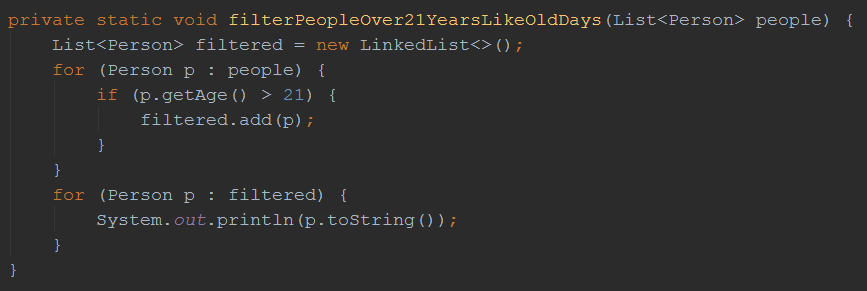 private static void filterPeopleOver21YearsLikeOldDays(List<Person> people) {
    List<Person> filtered = new LinkedList<>();
    for (Person p : people) {
        if (p.getAge() > 21) {
            filtered.add(p);
        }
    }
    for (Person p : filtered) {
        System.out.println(p.toString());
    }
}